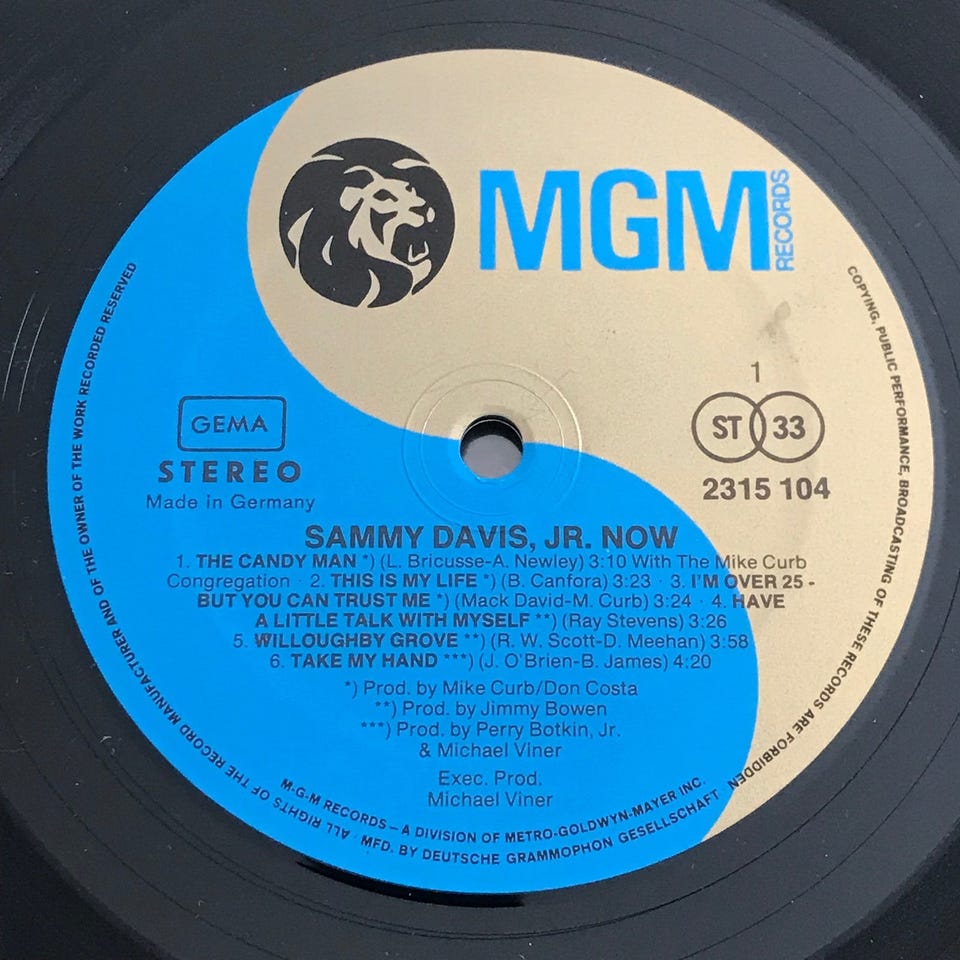 MGM
RECORDS
1
ST 33
2315 104
GEMA
STEREO
Made in Germany
SAMMY DAVIS, JR. NOW
1. THE CANDY MAN *) (L. Bricusse-A. Newley) 3:10 With The Mike Curb
Congregation · 2. THIS IS MY LIFE *) (B. Canfora) 3:23 · 3. I'M OVER 25 -
BUT YOU CAN TRUST ME *) (Mack David-M. Curb) 3:24 · 4. HAVE
A LITTLE TALK WITH MYSELF **) (Ray Stevens) 3:26
5. WILLOUGHBY GROVE **) (R. W. Scott-D. Meehan) 3:58
6. TAKE MY HAND ***) (J. O'Brien-B. James) 4:20
*) Prod. by Mike Curb/Don Costa
**) Prod. by Jimmy Bowen
***) Prod. by Perry Botkin, Jr.
& Michael Viner
Exec. Prod.
Michael Viner
M·G·M RECORDS – A DIVISION OF METRO-GOLDWYN-MAYER INC.
ALL RIGHTS OF THE RECORD MANUFACTURER AND OF THE OWNER OF THE WORK RECORDED RESERVED
COPYING, PUBLIC PERFORMANCE, BROADCASTING OF THESE RECORDS ARE FORBIDDEN · MFD. BY DEUTSCHE GRAMMOPHON GESELLSCHAFT ·